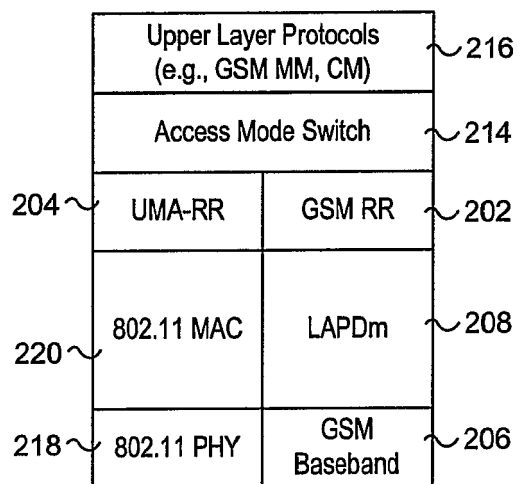 Upper Layer Protocols
(e.g., GSM MM, CM)
216
Access Mode Switch
214
204
UMA-RR
GSM RR
202
220
802.11 MAC
LAPDm
208
218
802.11 PHY
GSM
Baseband
206